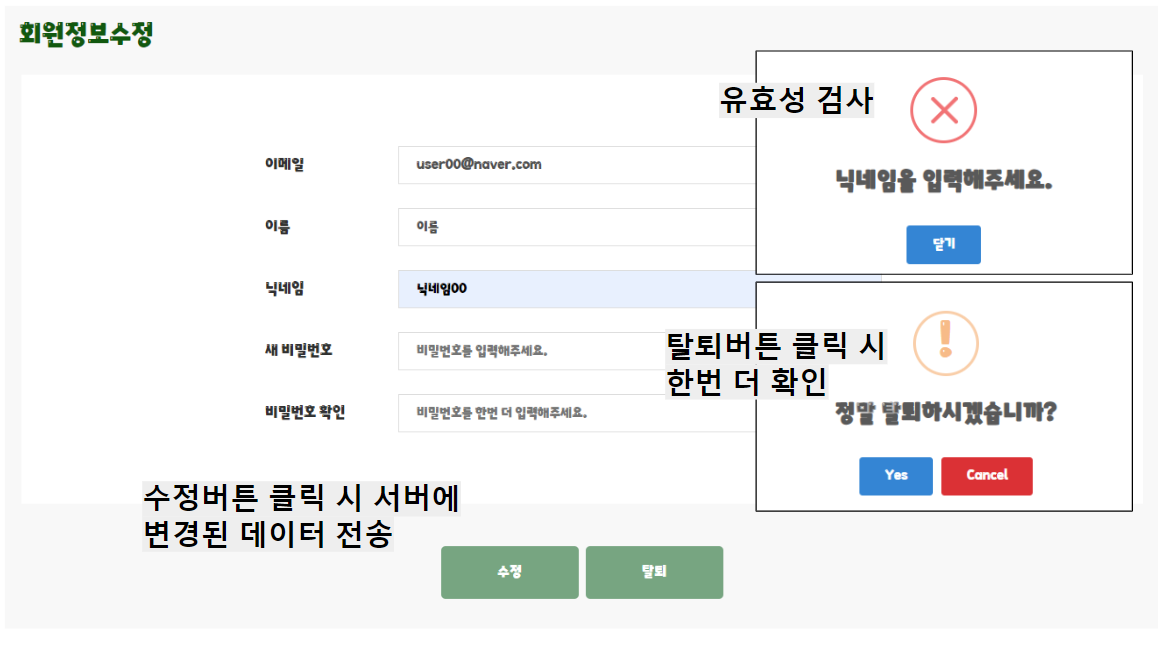 회원정보수정
유효성 검사
닉네임을 입력해주세요.
닫기
이메일
user00@naver.com
이름
이름
닉네임
닉네임00
새 비밀번호
비밀번호를 입력해주세요.
비밀번호 확인
비밀번호를 한번 더 입력해주세요.
탈퇴버튼 클릭 시
한번 더 확인
정말 탈퇴하시겠습니까?
Yes
Cancel
수정버튼 클릭 시 서버에
변경된 데이터 전송
수정
탈퇴